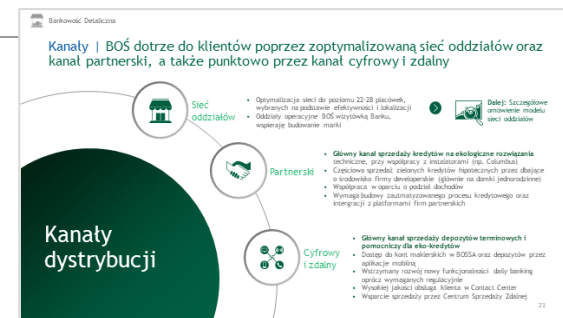 Bankowość Detaliczna
Kanały | BOŚ dotrze do klientów poprzez zoptymalizowaną sieć oddziałów oraz
kanał partnerski, a także punktowo przez kanał cyfrowy i zdalny
Sieć
oddziałów
• Optymalizacja sieci do poziomu 22-28 placówek,
wybranych na podstawie efektywności i lokalizacji
• Oddziały operacyjne BOŚ wizytówką Banku,
wspierają budowanie marki
Dalej: Szczegółowe
omówienie modelu
sieci oddziałów
Partnerski
• Główny kanał sprzedaży kredytów na ekologiczne rozwiązania
techniczne, przy współpracy z instalatorami (np. Columbus)
• Częściowa sprzedaż zielonych kredytów hipotecznych przez dbające
o środowisko firmy developerskie (głównie na domki jednorodzinne)
• Współpraca w oparciu o podział dochodów
• Wymaga budowy zautmatyzowanego procesu kredytowego oraz
intergracji z platformami firm partnerskich
Kanały
dystrybucji
Cyfrowy
i zdalny
• Główny kanał sprzedaży depozytów terminowych i
pomocniczy dla eko-kredytów
• Dostęp do kont maklerskich w BOSSA oraz depozytów przez
aplikacje mobilną
• Wstrzymany rozwój nowy funkcjonalności daily banking
oprócz wymaganych regulacyjnie
• Wysokiej jakości obsługa klienta w Contact Center
• Wsparcie sprzedaży przez Centrum Sprzedaży Zdalnej
23